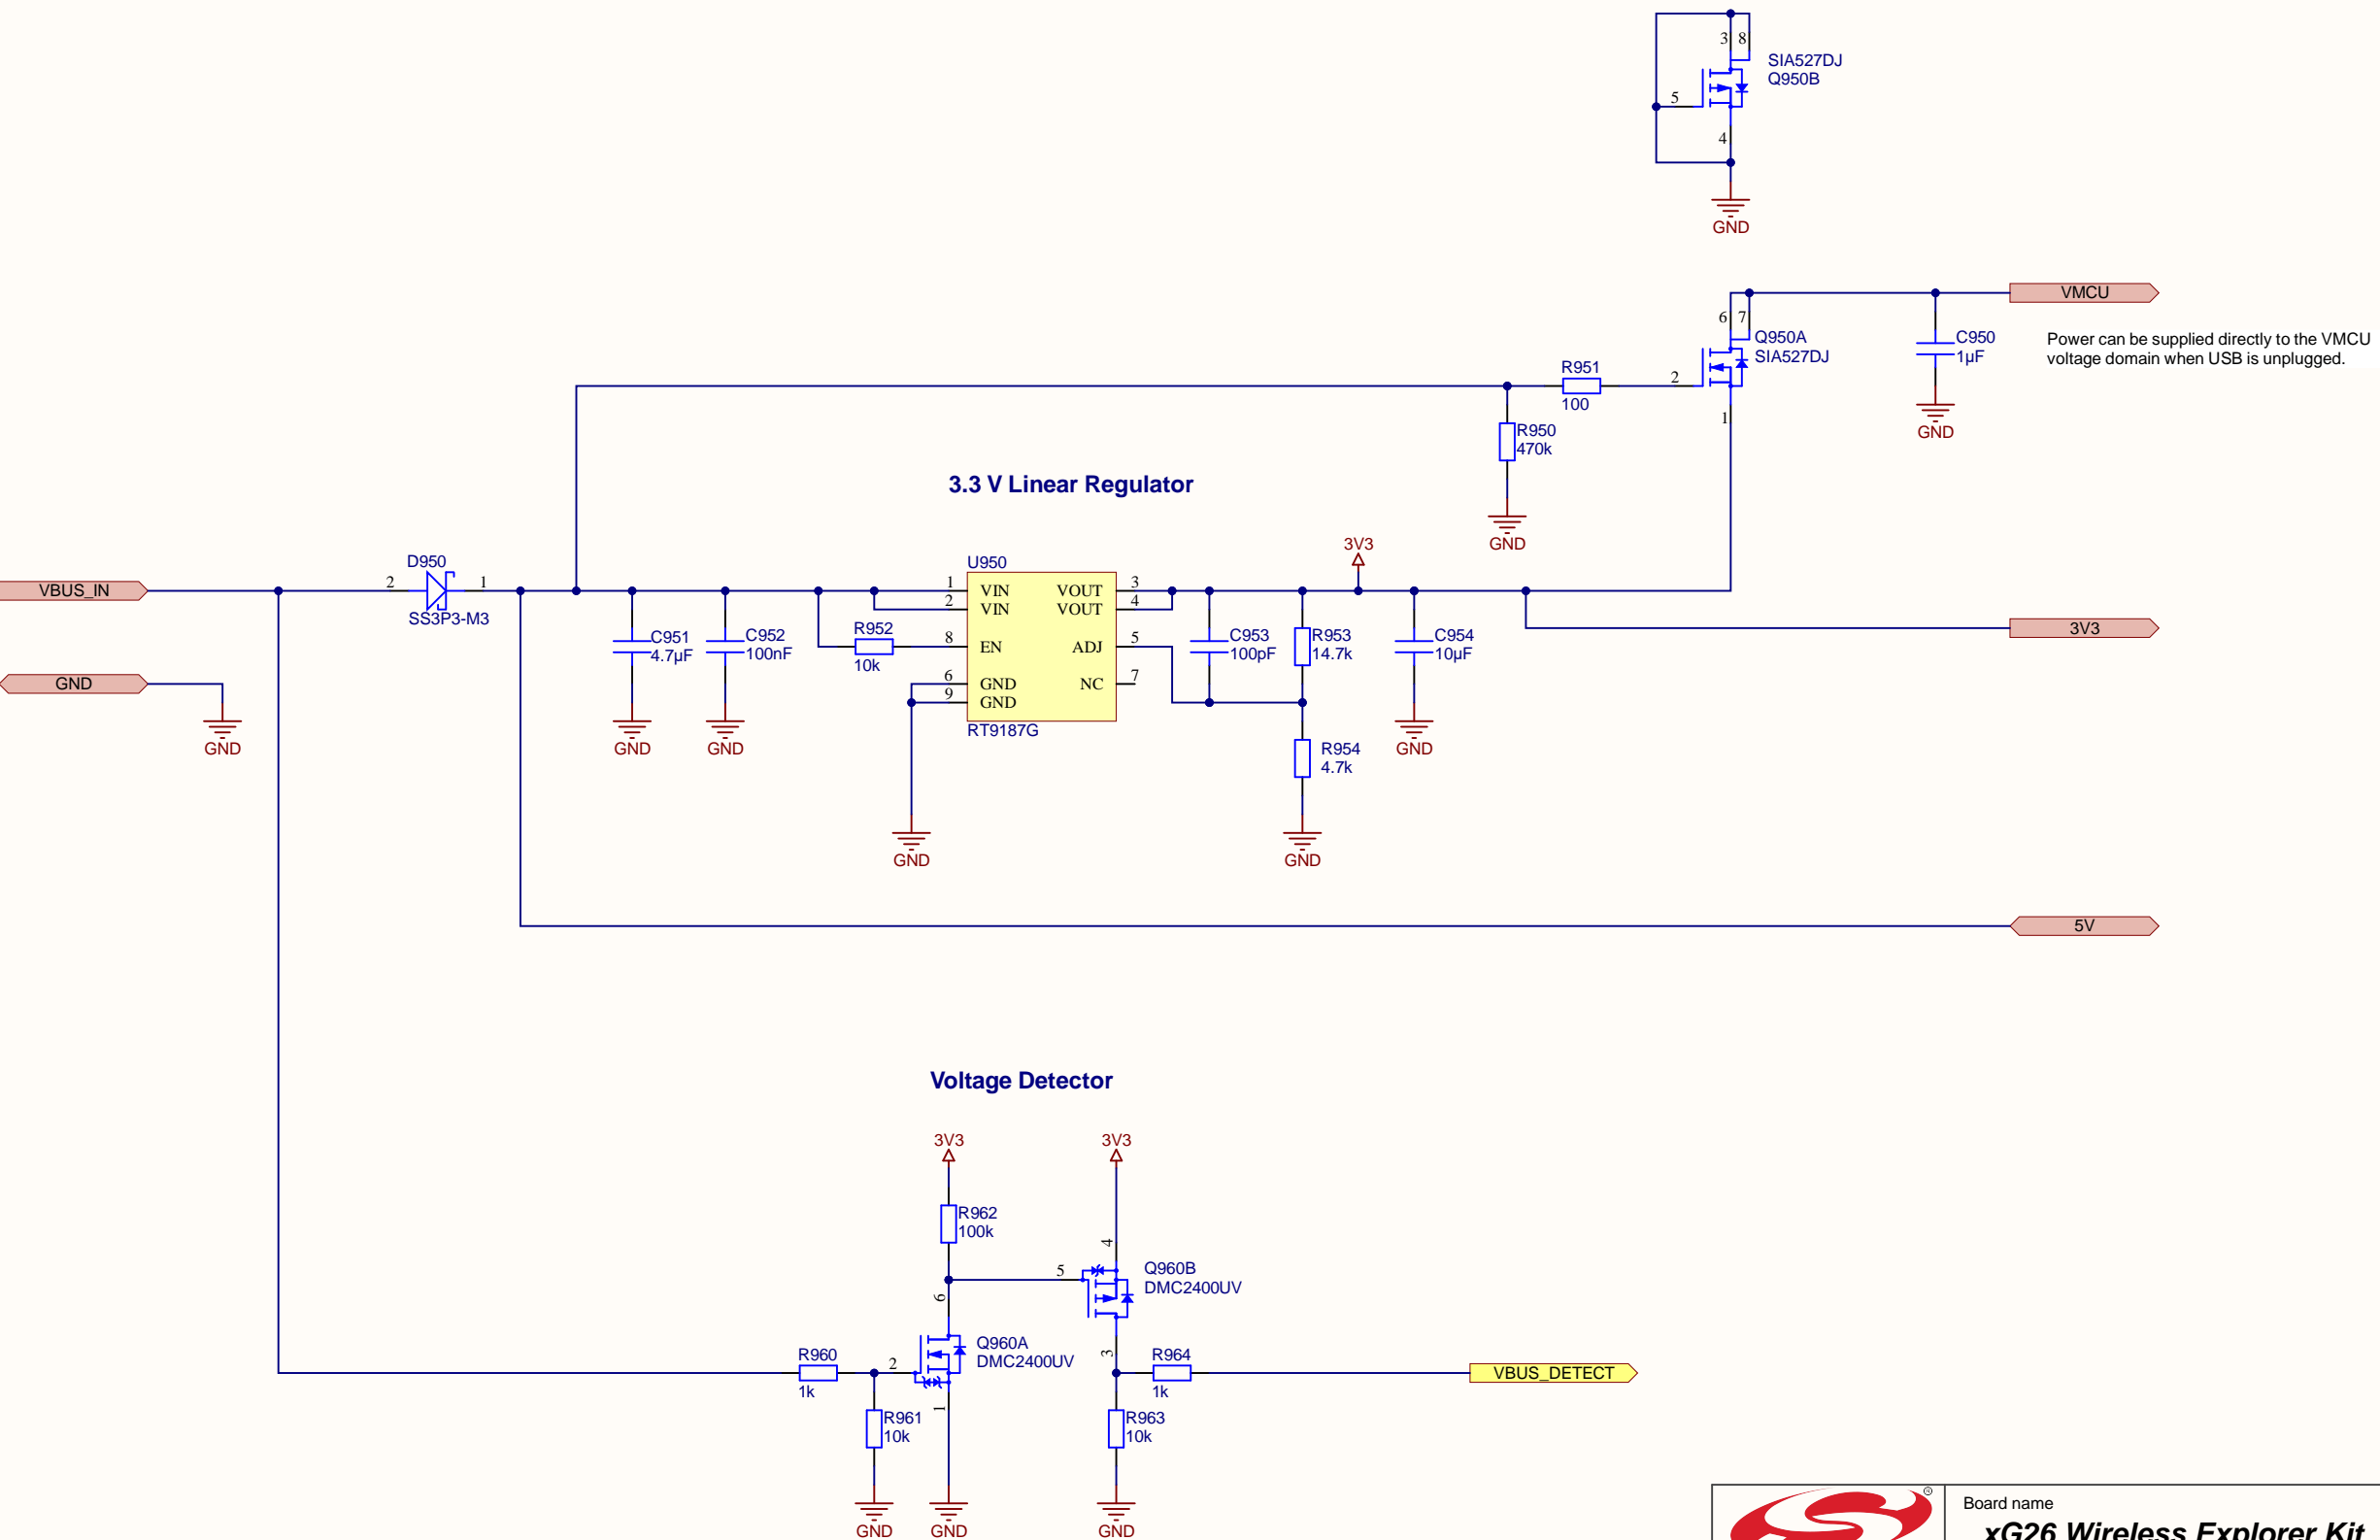 3 8
SIA527DJ
Q950B
5
4
GND
VMCU
6 7
Q950A
SIA527DJ
C950
1µF
Power can be supplied directly to the VMCU
voltage domain when USB is unplugged.
R951
2
100
1
R950
470k
GND
3.3 V Linear Regulator
GND
3V3
D950
U950
VBUS_IN
2 1
SS3P3-M3
1 VIN VOUT 3
2 VIN VOUT 4
C951
4.7µF
C952
100nF
R952
10k
8 EN ADJ 5
C953
100pF
R953
14.7k
C954
10µF
3V3
GND
6 GND NC 7
9 GND
RT9187G
GND
GND
GND
GND
R954
4.7k
GND
GND
5V
Voltage Detector
3V3
3V3
R962
100k
4
5
Q960B
DMC2400UV
6
Q960A
DMC2400UV
R960
1k
2
3
R964
1k
VBUS_DETECT
1
R961
10k
R963
10k
GND
GND
GND
®
Board name
xG26 Wireless Explorer Kit